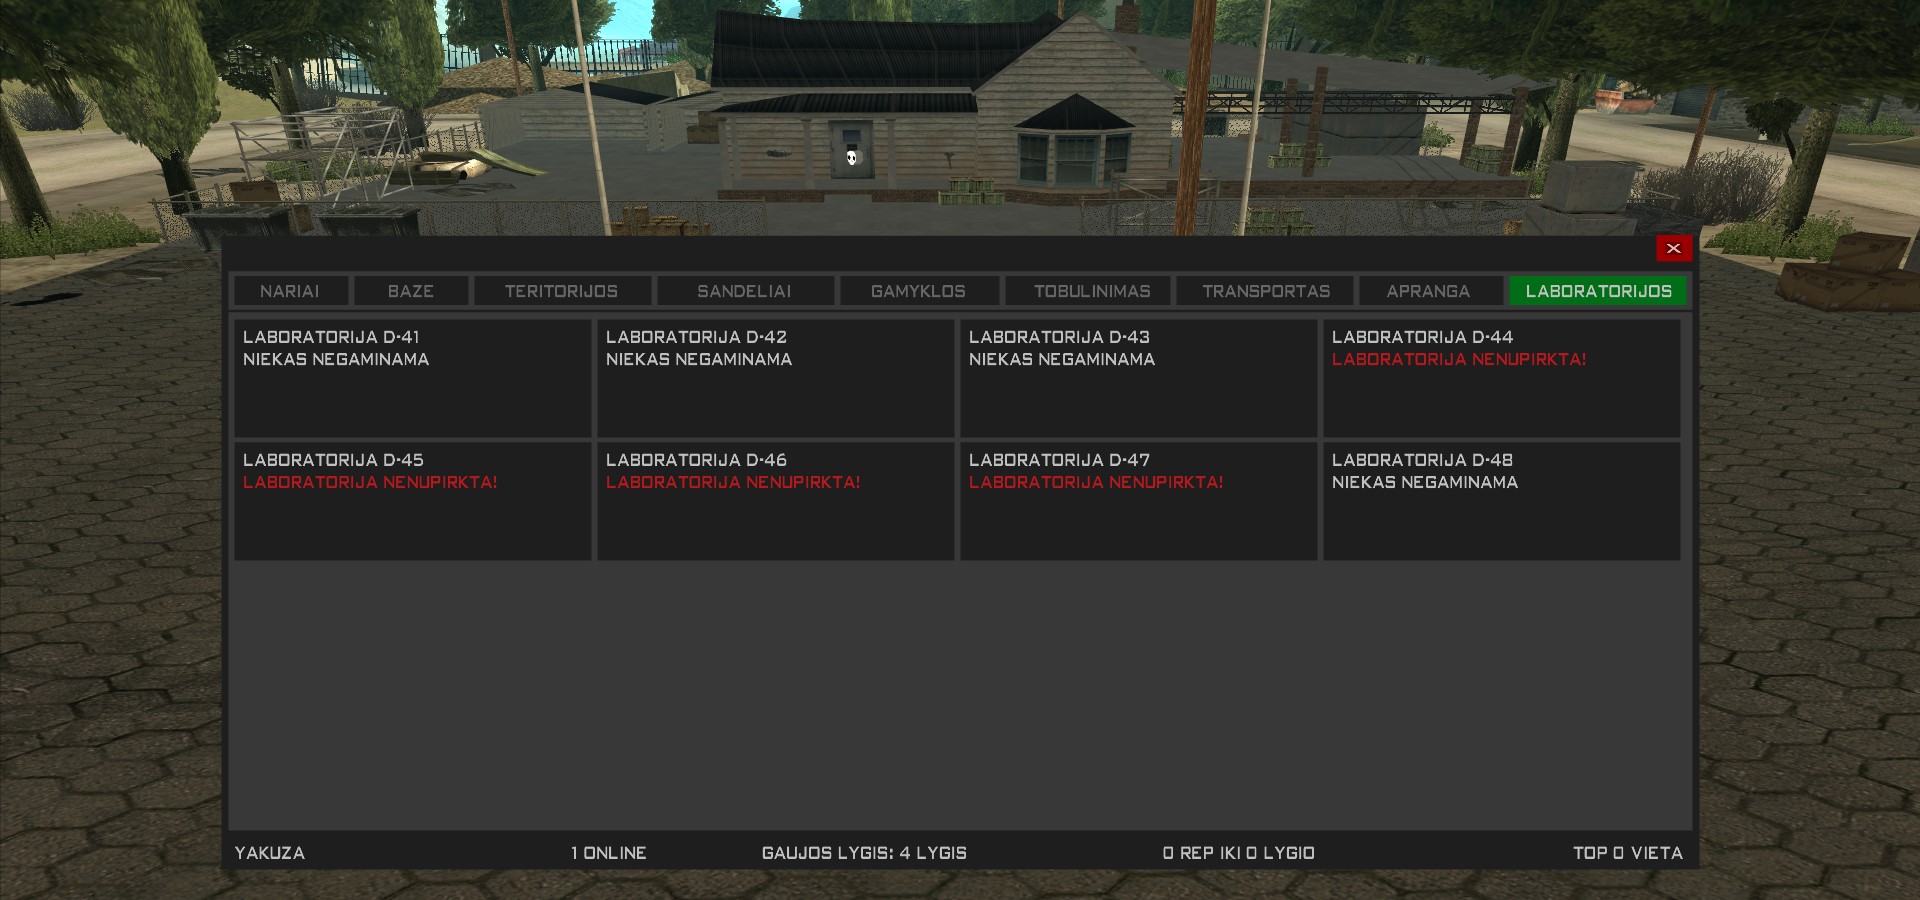 X
NARIAI BAZE TERITORIJOS SANDELIAI GAMYKLOS TOBULINIMAS TRANSPORTAS APRANGA LABORATORIJOS
LABORATORIJA D-41
NIEKAS NEGAMINAMA
LABORATORIJA D-42
NIEKAS NEGAMINAMA
LABORATORIJA D-43
NIEKAS NEGAMINAMA
LABORATORIJA D-44
LABORATORIJA NENUPIRKTA!
LABORATORIJA D-45
LABORATORIJA NENUPIRKTA!
LABORATORIJA D-46
LABORATORIJA NENUPIRKTA!
LABORATORIJA D-47
LABORATORIJA NENUPIRKTA!
LABORATORIJA D-48
NIEKAS NEGAMINAMA
YAKUZA 1 ONLINE GAUJOS LYGIS: 4 LYGIS 0 REP IKI 0 LYGIO TOP 0 VIETA